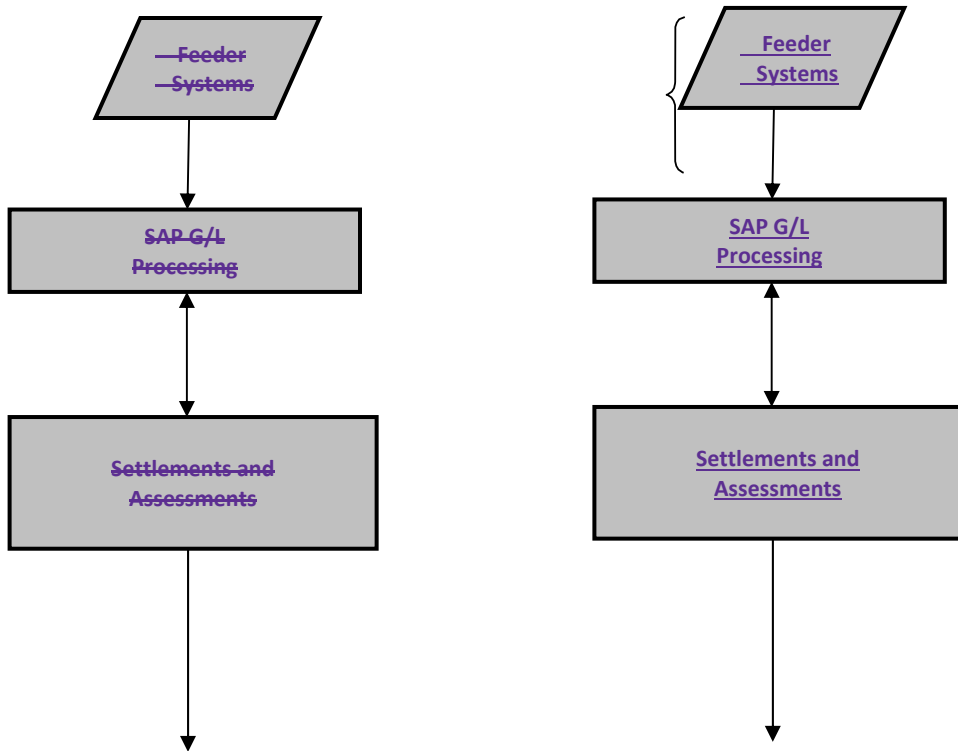 Feeder
Systems
SAP G/L
Processing
Settlements and
Assessments
Feeder
Systems
SAP G/L
Processing
Settlements and
Assessments